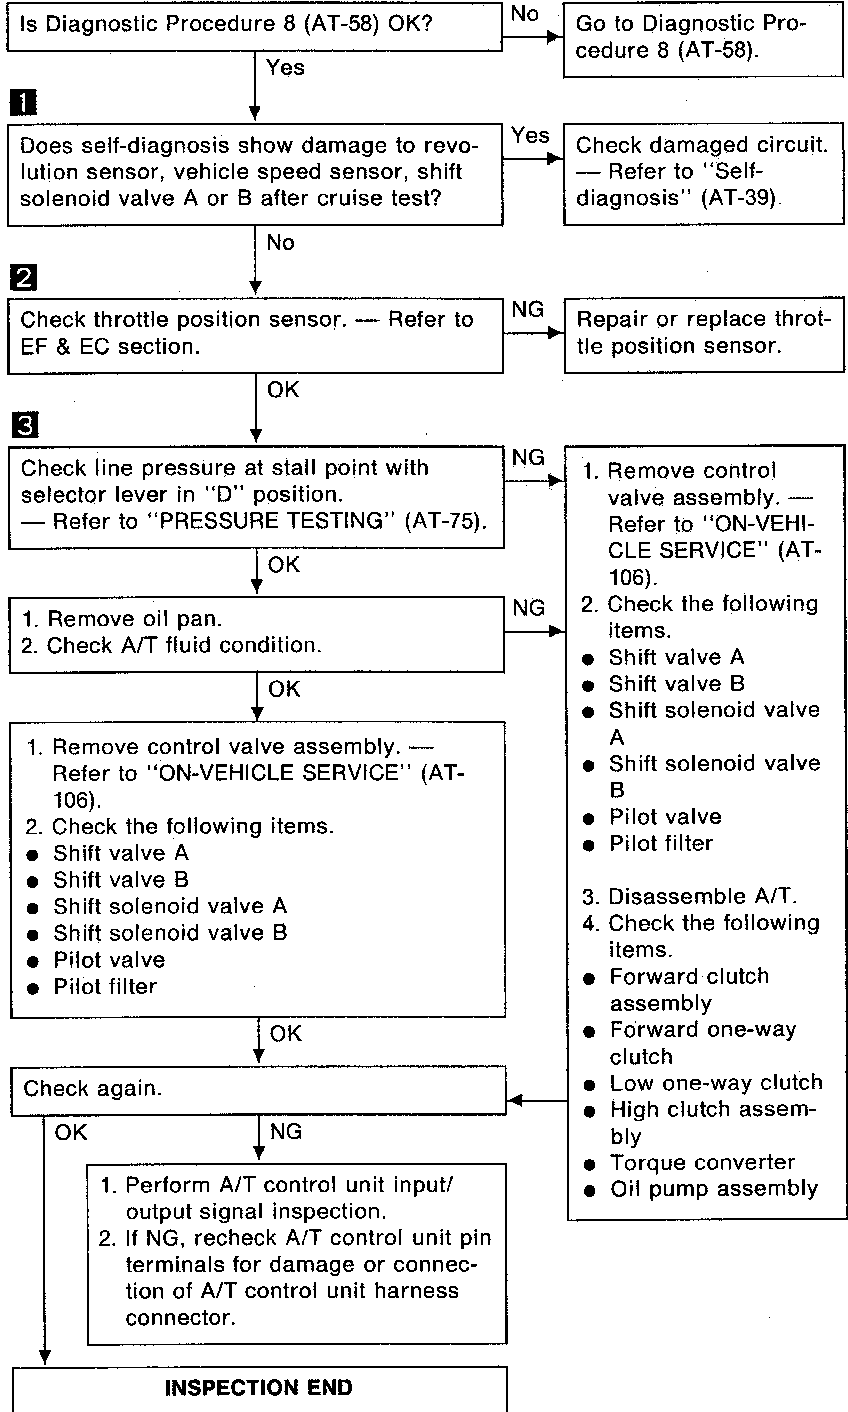 Is Diagnostic Procedure 8 (AT-58) OK?
No
Go to Diagnostic Pro-
cedure 8 (AT-58).
Yes
1
Does self-diagnosis show damage to revo-
lution sensor, vehicle speed sensor, shift
solenoid valve A or B after cruise test?
Yes
Check damaged circuit.
— Refer to "Self-
diagnosis" (AT-39).
No
2
Check throttle position sensor. — Refer to
EF & EC section.
NG
Repair or replace throt-
tle position sensor.
OK
3
Check line pressure at stall point with
selector lever in "D" position.
— Refer to "PRESSURE TESTING" (AT-75).
NG
OK
1. Remove oil pan.
2. Check A/T fluid condition.
NG
OK
1. Remove control
valve assembly. —
Refer to "ON-VEHI-
CLE SERVICE" (AT-
106).
2. Check the following
items.
● Shift valve A
● Shift valve B
● Shift solenoid valve
A
● Shift solenoid valve
B
● Pilot valve
● Pilot filter
3. Disassemble A/T.
4. Check the following
items.
● Forward clutch
assembly
● Forward one-way
clutch
● Low one-way clutch
● High clutch assem-
bly
● Torque converter
● Oil pump assembly
1. Remove control valve assembly. —
Refer to "ON-VEHICLE SERVICE" (AT-
106).
2. Check the following items.
● Shift valve A
● Shift valve B
● Shift solenoid valve A
● Shift solenoid valve B
● Pilot valve
● Pilot filter
OK
Check again.
OK
NG
1. Perform A/T control unit input/
output signal inspection.
2. If NG, recheck A/T control unit pin
terminals for damage or connec-
tion of A/T control unit harness
connector.
INSPECTION END